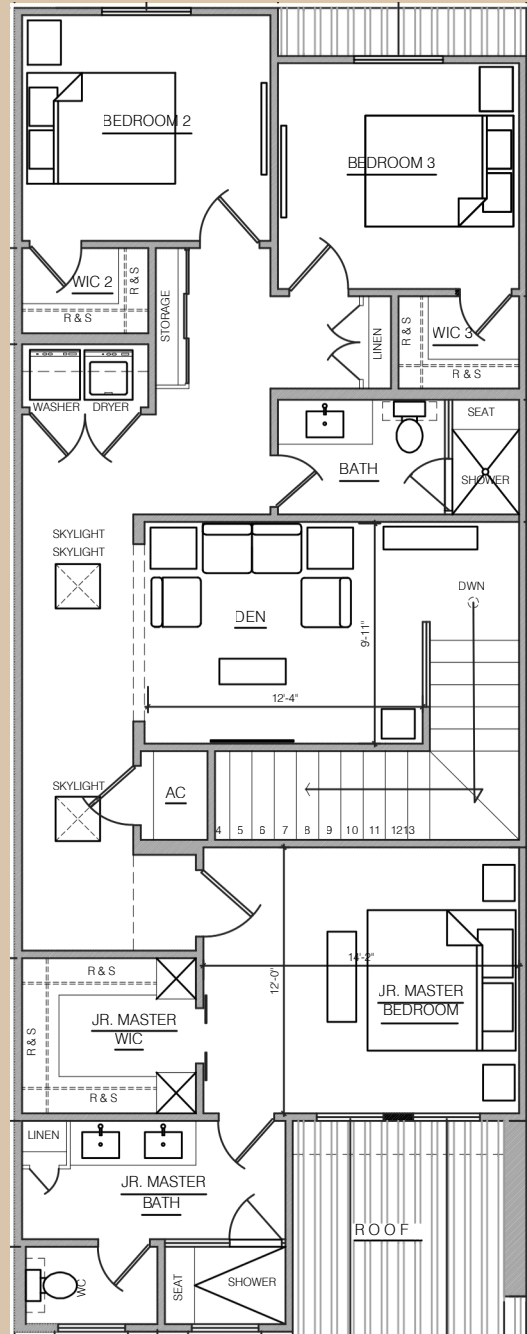 BEDROOM 2
BEDROOM 3
WIC 2
R & S
R & S
STORAGE
LINEN
R & S
WIC 3
R & S
WASHER
DRYER
SEAT
BATH
SHOWER
SKYLIGHT
SKYLIGHT
DEN
9'-11"
DWN
12'-4"
SKYLIGHT
AC
4 5 6 7 8 9 10 11 1213
R & S
14'-2"
12'-0"
R & S
JR. MASTER
WIC
R & S
JR. MASTER
BEDROOM
LINEN
JR. MASTER
BATH
ROOF
WC
SEAT
SHOWER